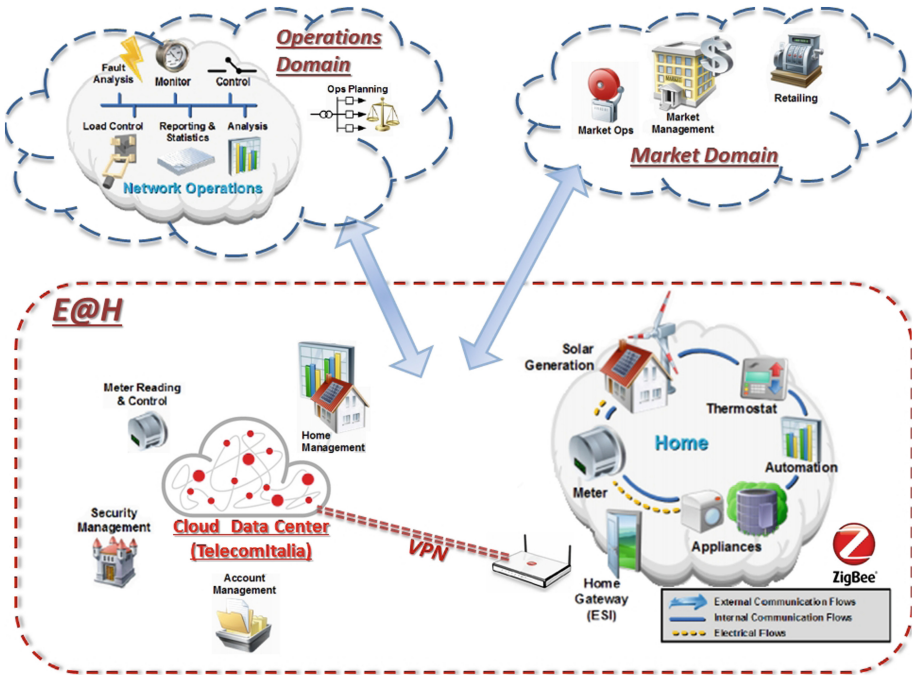 Operations
Domain
Fault
Analysis
Monitor
Control
Ops Planning
Load Control
Reporting &
Statistics
Analysis
Network Operations
$
Market Ops
Market
Management
Retailing
Market Domain
E@H
Meter Reading
& Control
Home
Management
Security
Management
Cloud Data Center
(TelecomItalia)
Account
Management
VPN
Solar
Generation
Thermostat
Home
Automation
Meter
Appliances
Home
Gateway
(ESI)
ZigBee®
External Communication Flows
Internal Communication Flows
Electrical Flows